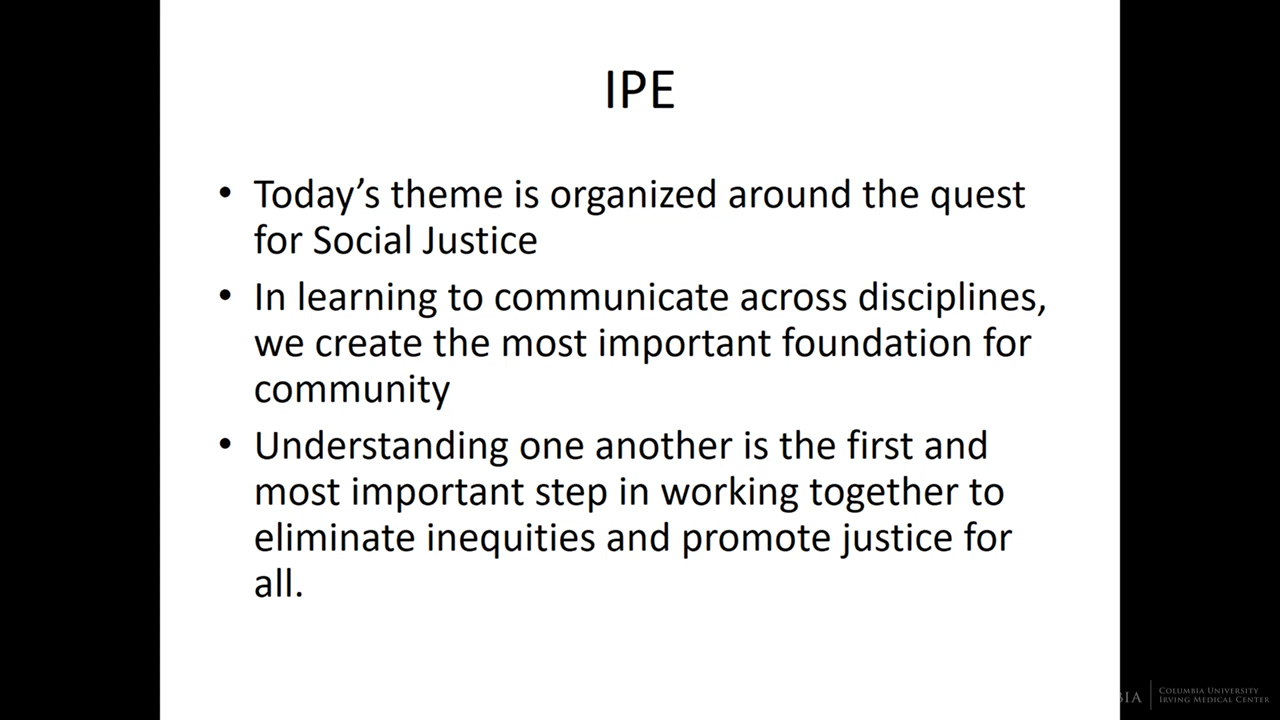 IPE
• Today’s theme is organized around the quest
for Social Justice
• In learning to communicate across disciplines,
we create the most important foundation for
community
• Understanding one another is the first and
most important step in working together to
eliminate inequities and promote justice for
all.
BIA
Columbia University
Irving Medical Center